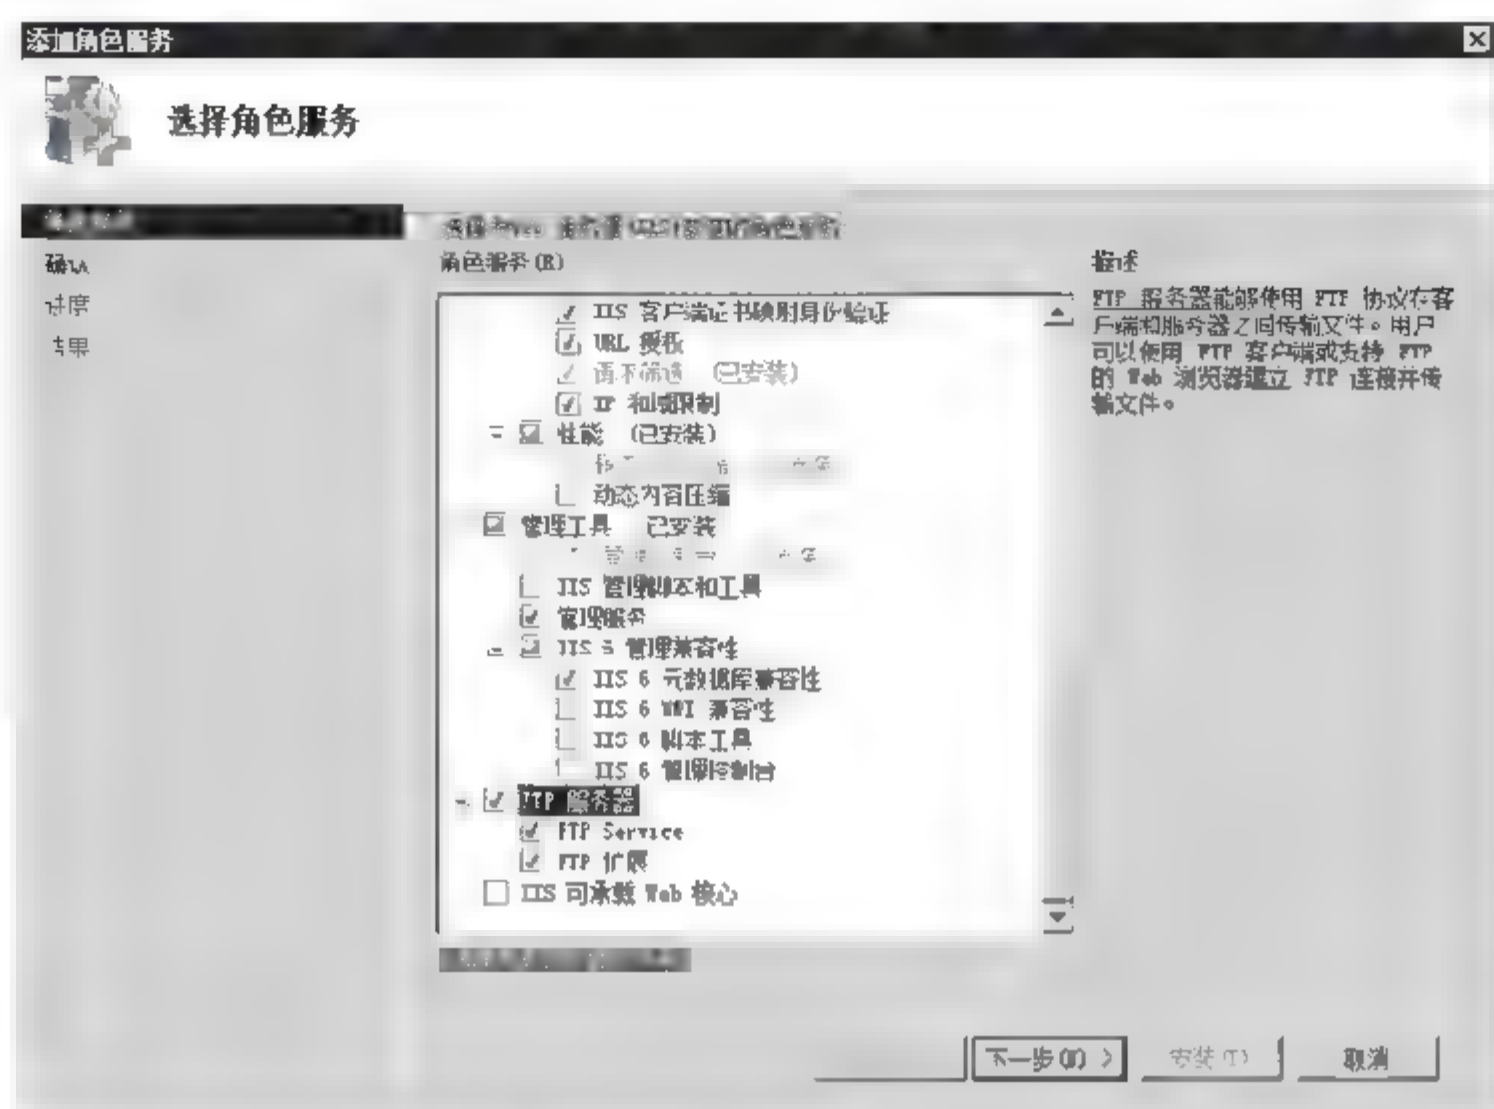 添加角色服务
选择角色服务
确认
进度
结果
角色服务(R)
IIS 客户端证书映射身份验证
URL 授权
请求筛选 (已安装)
IP 和域限制
性能 (已安装)
动态内容压缩
管理工具 已安装
IIS 管理脚本和工具
管理服务
IIS 6 管理兼容性
IIS 6 元数据库兼容性
IIS 6 WMI 兼容性
IIS 6 脚本工具
IIS 6 管理控制台
FTP 服务器
FTP Service
FTP 扩展
IIS 可承载 Web 核心
描述
FTP 服务器能够使用 FTP 协议在客
户端和服务器之间传输文件。用户
可以使用 FTP 客户端或支持 FTP
的 Web 浏览器建立 FTP 连接并传
输文件。
下一步(N) >
安装(I)
取消